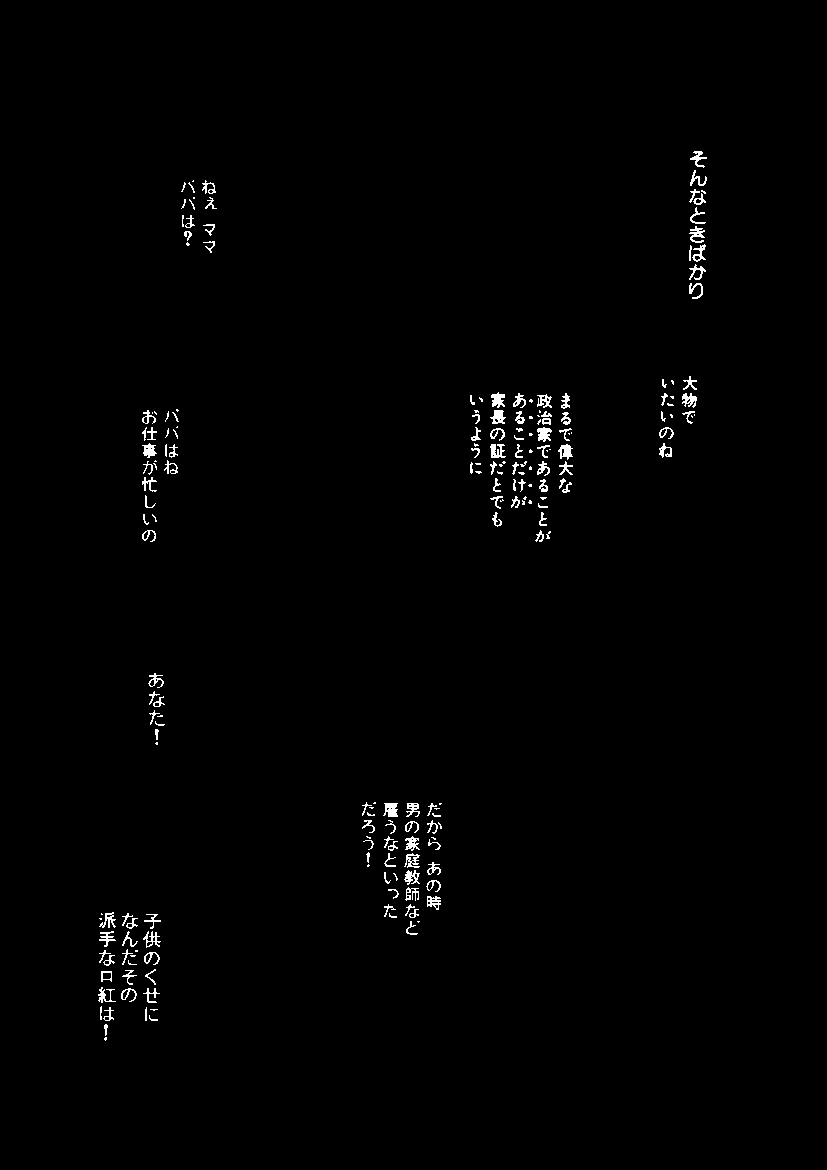 そんなときばかり
大物で
いたいのね
まるで偉大な
政治家であることが
あることだけが
家長の証だとでも
いうように
だから あの時
男の家庭教師など
雇うなといった
だろう！
ねぇ ママ
パパは？
パパはね
お仕事が忙しいの
あなた！
子供のくせに
なんだその
派手な口紅は！